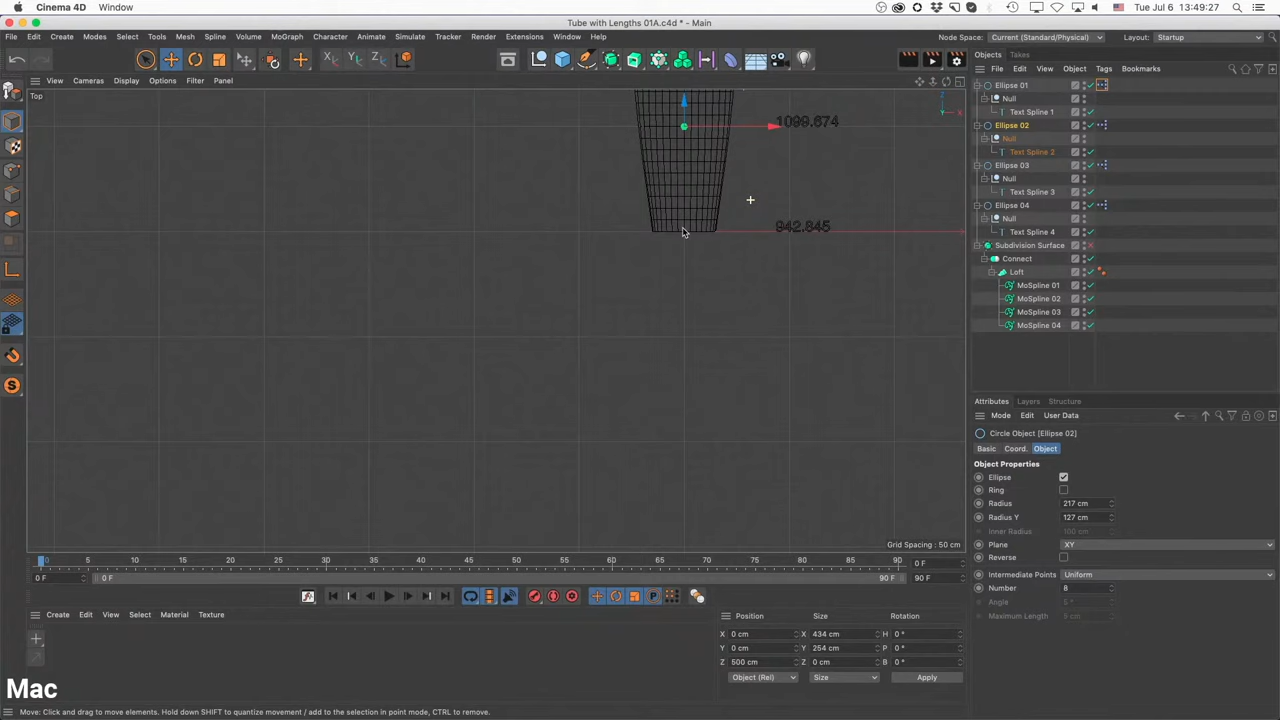 Cinema 4D Window Tue Jul 6 13:49:27
Tube with Lengths 01A.c4d * - Main
File Edit Create Modes Select Tools Mesh Spline Volume MoGraph Character Animate Simulate Tracker Render Extensions Window Help Node Space: Current (Standard/Physical) Layout: Startup
X Y Z
Objects Takes
File Edit View Object Tags Bookmarks
View Cameras Display Options Filter Panel
Top
Z
Y X
1099.674
942.845
Grid Spacing : 50 cm
Ellipse 01
Null
Text Spline 1
Ellipse 02
Null
Text Spline 2
Ellipse 03
Null
Text Spline 3
Ellipse 04
Null
Text Spline 4
Subdivision Surface
Connect
Loft
MoSpline 01
MoSpline 02
MoSpline 03
MoSpline 04
Attributes Layers Structure
Mode Edit User Data
Circle Object [Ellipse 02]
Basic Coord. Object
Object Properties
Ellipse
Ring
Radius 217 cm
Radius Y 127 cm
Inner Radius 100 cm
Plane XY
Reverse
Intermediate Points Uniform
Number 8
Angle 5 °
Maximum Length 5 cm
0 5 10 15 20 25 30 35 40 45 50 55 60 65 70 75 80 85 90 0 F
0 F 0 F 90 F 90 F
Create Edit View Select Material Texture
Position Size Rotation
X 0 cm X 434 cm H 0 °
Y 0 cm Y 254 cm P 0 °
Z 500 cm Z 0 cm B 0 °
Object (Rel) Size Apply
Mac
Move: Click and drag to move elements. Hold down SHIFT to quantize movement / add to the selection in point mode, CTRL to remove.